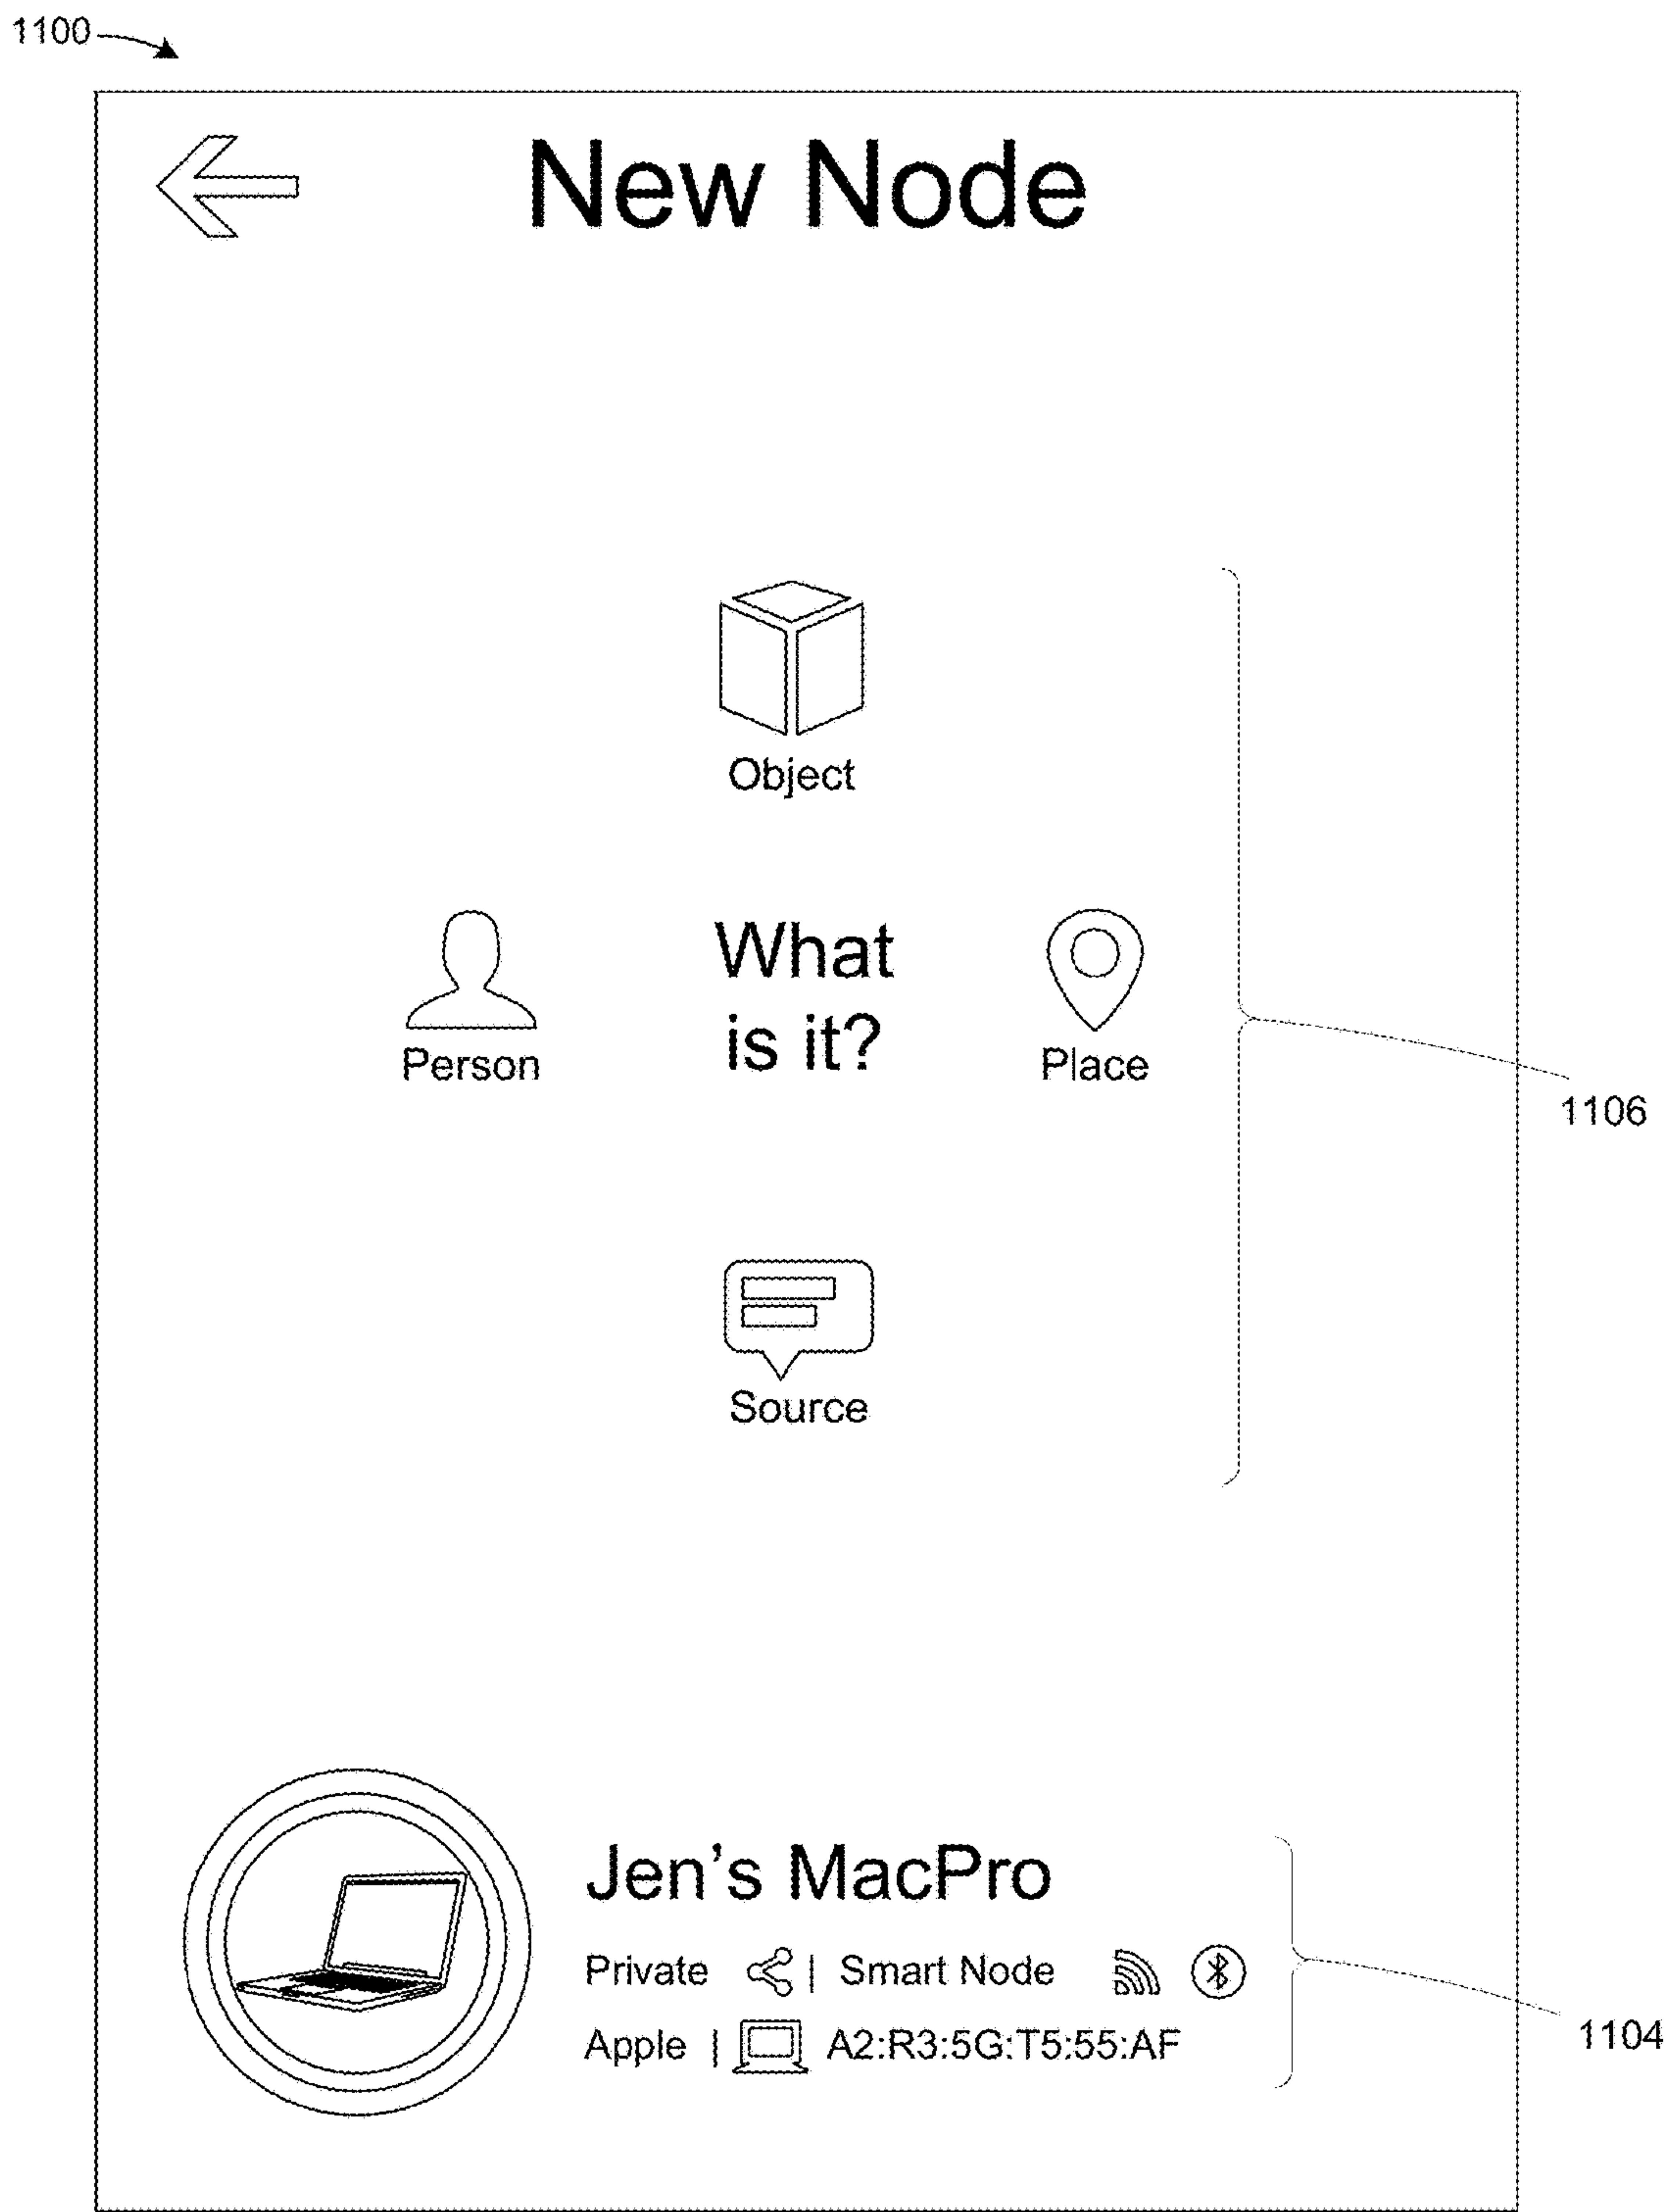 1100
New Node
Object
What
is it?
Person
Place
1106
Source
Jen's MacPro
Private | Smart Node
Apple | A2:R3:5G:T5:55:AF
1104